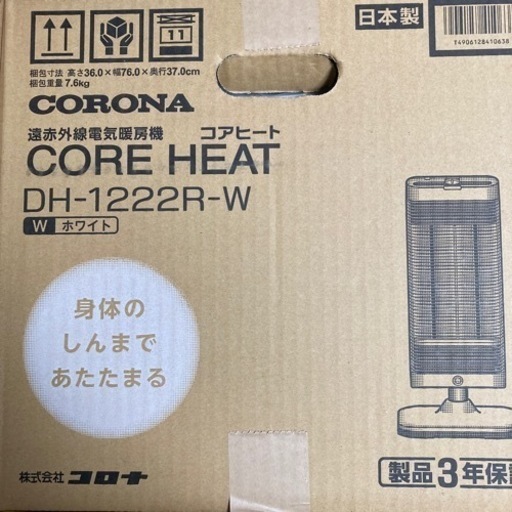 日本製
11
T4906128410638
梱包寸法 高さ36.0×幅76.0×奥行37.0cm
梱包重量 7.6kg
CORONA
遠赤外線電気暖房機 コアヒート
CORE HEAT
DH-1222R-W
W ホワイト
身体の
しんまで
あたたまる
株式会社 コロナ
製品3年保